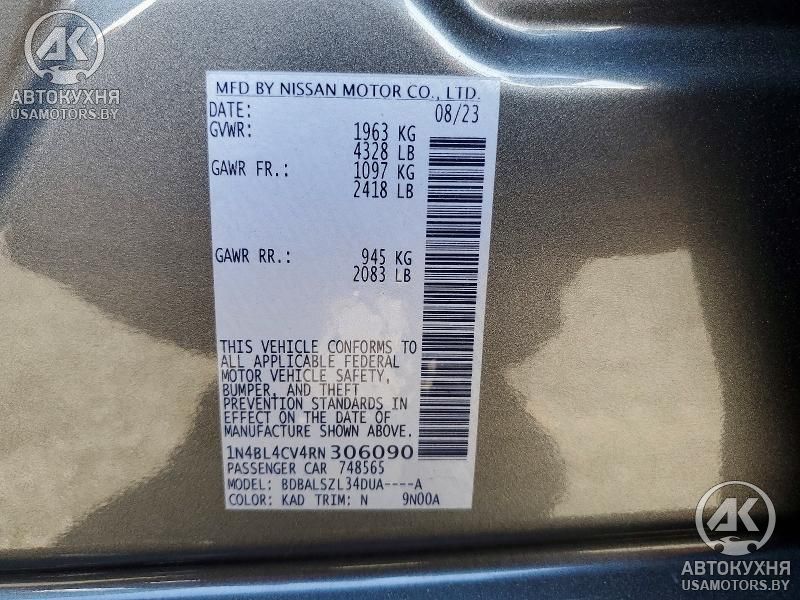 AK
АВТОКУХНЯ
USAMOTORS.BY
MFD BY NISSAN MOTOR CO., LTD.
DATE: 08/23
GVWR: 1963 KG
4328 LB
GAWR FR.: 1097 KG
2418 LB
GAWR RR.: 945 KG
2083 LB
THIS VEHICLE CONFORMS TO
ALL APPLICABLE FEDERAL
MOTOR VEHICLE SAFETY,
BUMPER, AND THEFT
PREVENTION STANDARDS IN
EFFECT ON THE DATE OF
MANUFACTURE SHOWN ABOVE.
1N4BL4CV4RN306090
PASSENGER CAR 748565
MODEL: BDBALSZL34DUA----A
COLOR: KAD TRIM: N 9N00A
AK
АВТОКУХНЯ
USAMOTORS.BY